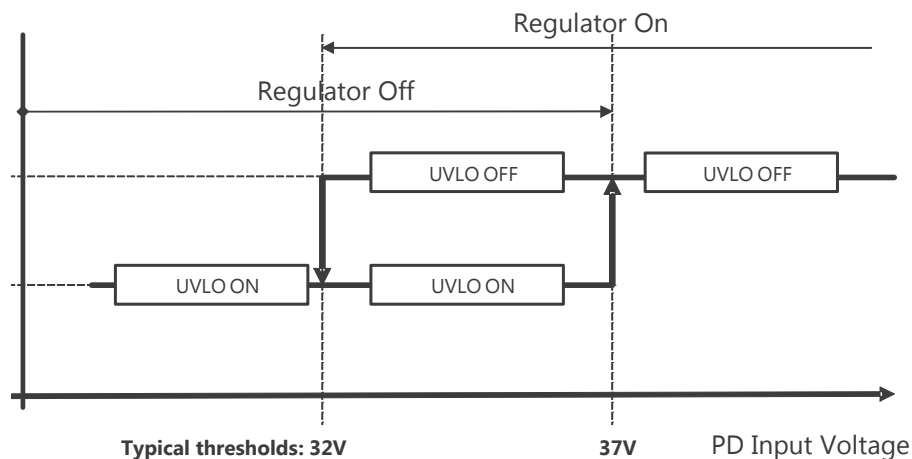 Regulator On
Regulator Off
UVLO OFF
UVLO OFF
UVLO ON
UVLO ON
Typical thresholds: 32V
37V
PD Input Voltage